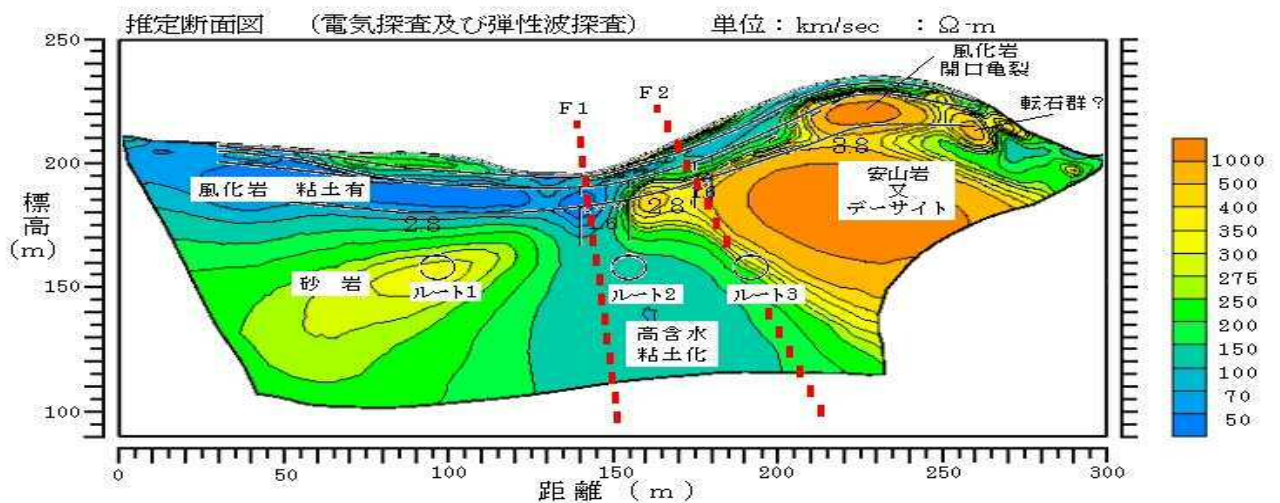 推定断面図 (電気探査及び弾性波探査) 単位：km/sec ：Ω-m
250
200
150
100
標高
(m)
F1
F2
風化岩
開口亀裂
転石群？
風化岩 粘土有
2.8
1.8
2.8
3.8
安山岩
又
デーサイト
砂 岩
ルート1
ルート2
ルート3
高含水
粘土化
0
50
100
150
200
250
300
距離 (m)
1000
500
400
350
300
275
250
200
150
100
70
50